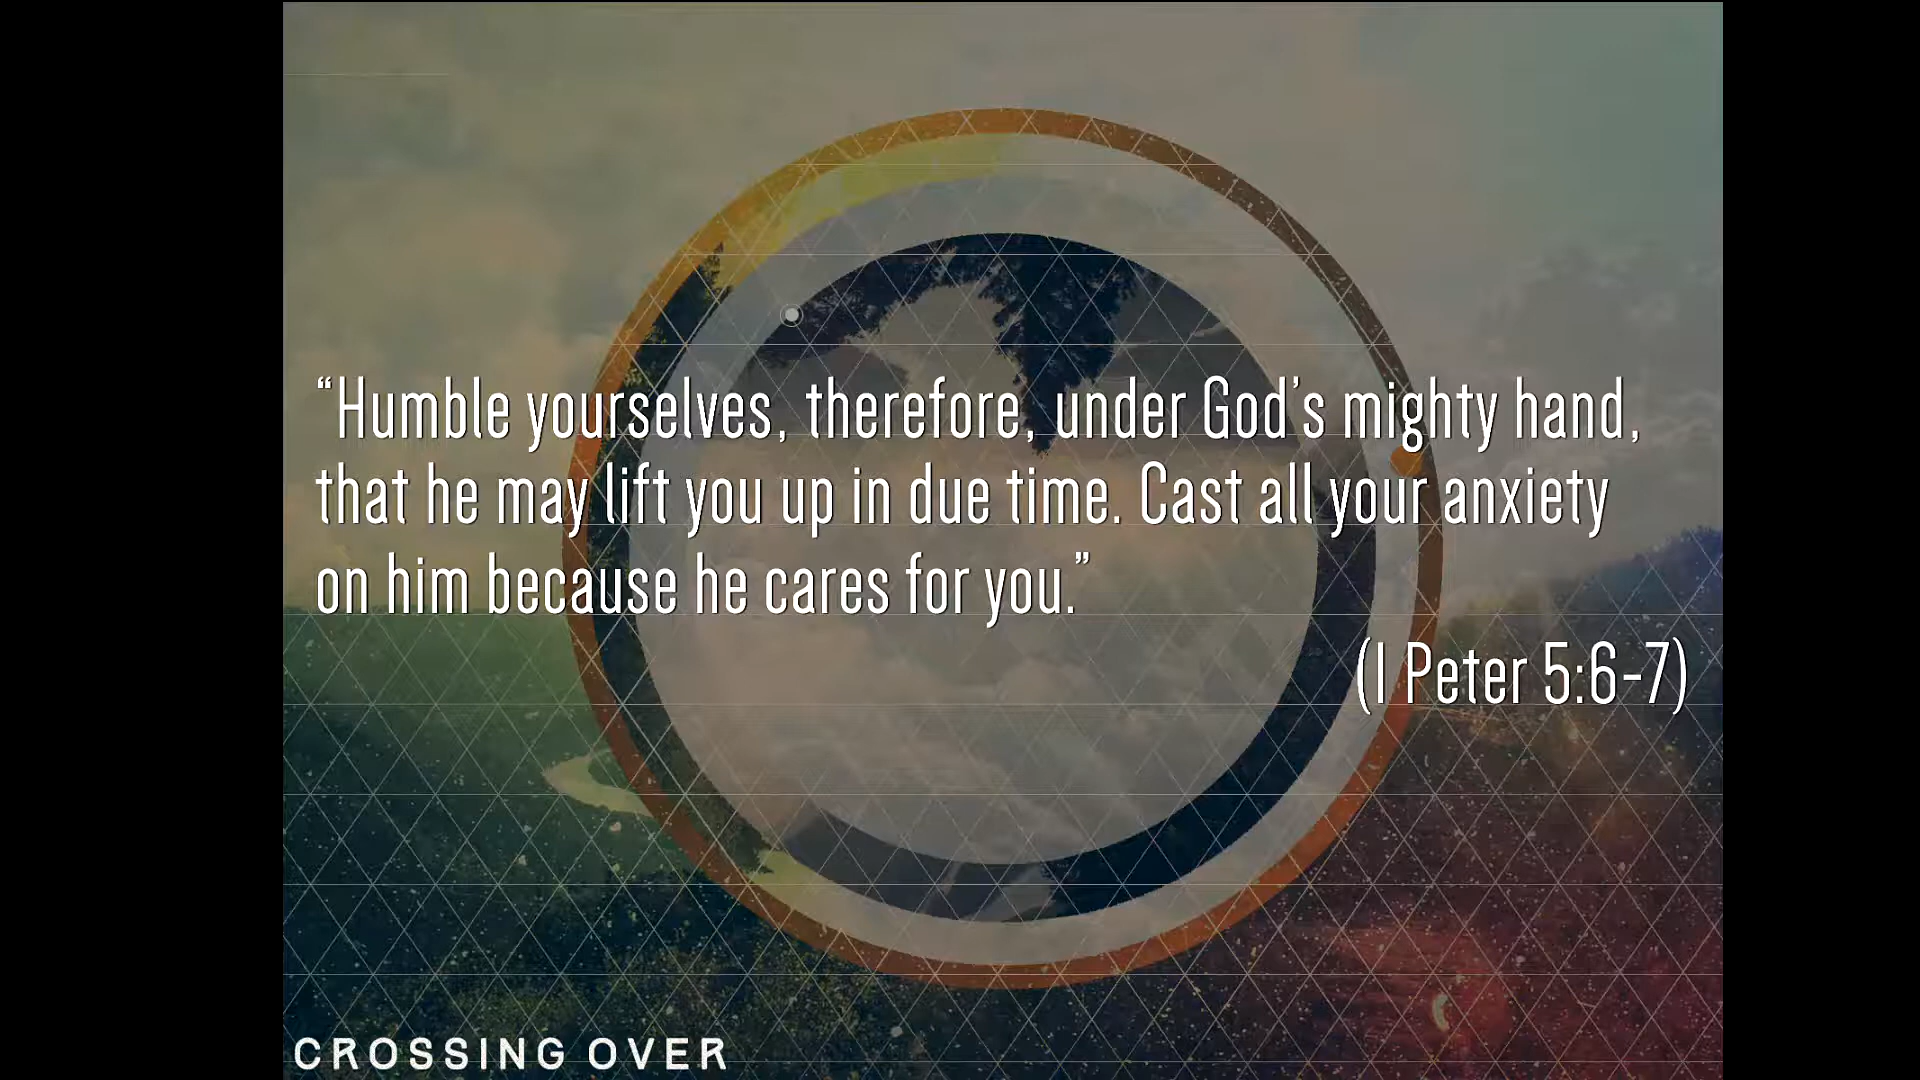 “Humble yourselves, therefore, under God’s mighty hand,
that he may lift you up in due time. Cast all your anxiety
on him because he cares for you.”
(I Peter 5:6-7)
CROSSING OVER